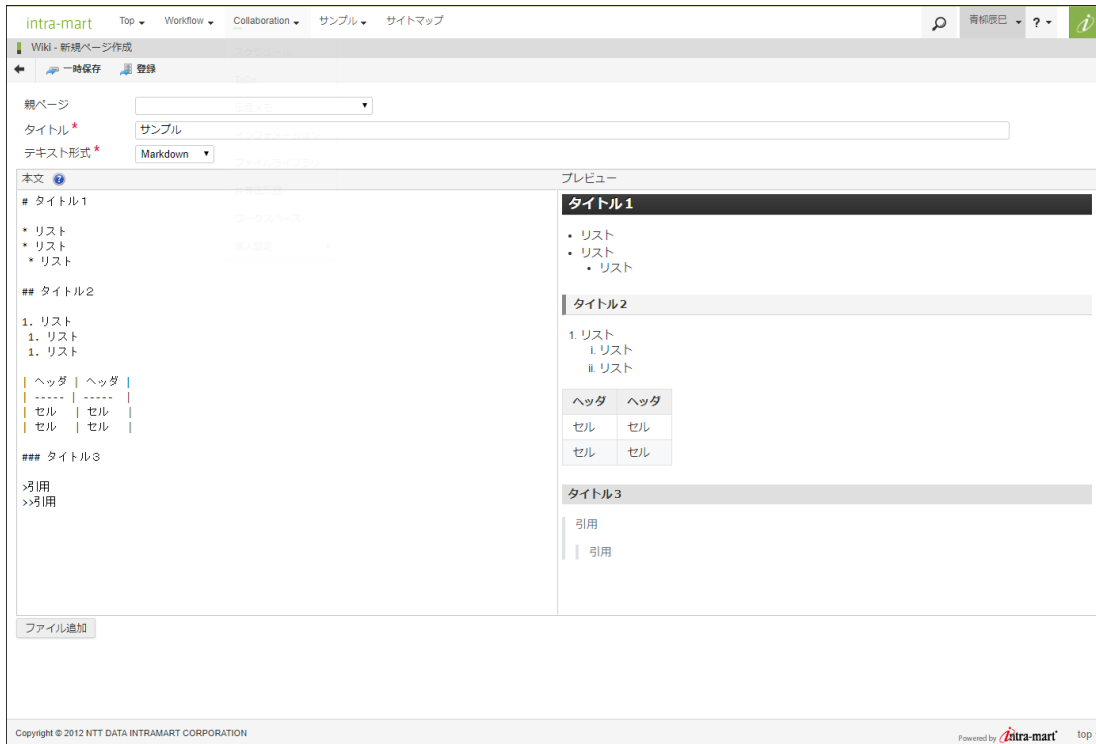 intra-mart Top Workflow Collaboration サンプル サイトマップ 青柳辰巳 ?
Wiki - 新規ページ作成
一時保存 登録
親ページ
タイトル * サンプル
テキスト形式 * Markdown
本文 ? プレビュー
# タイトル1
* リスト
* リスト
 * リスト
## タイトル2
1. リスト
 1. リスト
 1. リスト
| ヘッダ | ヘッダ |
| ----- | ----- |
| セル | セル |
| セル | セル |
### タイトル3
>引用
>>引用
タイトル1
• リスト
• リスト
• リスト
タイトル2
1. リスト
i. リスト
ii. リスト
ヘッダ ヘッダ
セル セル
セル セル
タイトル3
引用
引用
ファイル追加
Copyright © 2012 NTT DATA INTRAMART CORPORATION Powered by intra-mart top